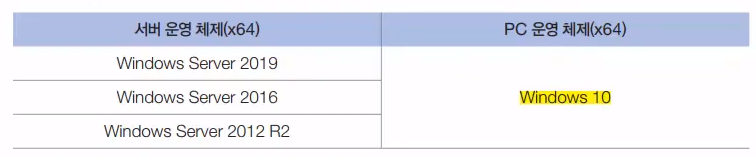 서버 운영 체제(x64) PC 운영 체제(x64)
Windows Server 2019
Windows Server 2016 Windows 10
Windows Server 2012 R2